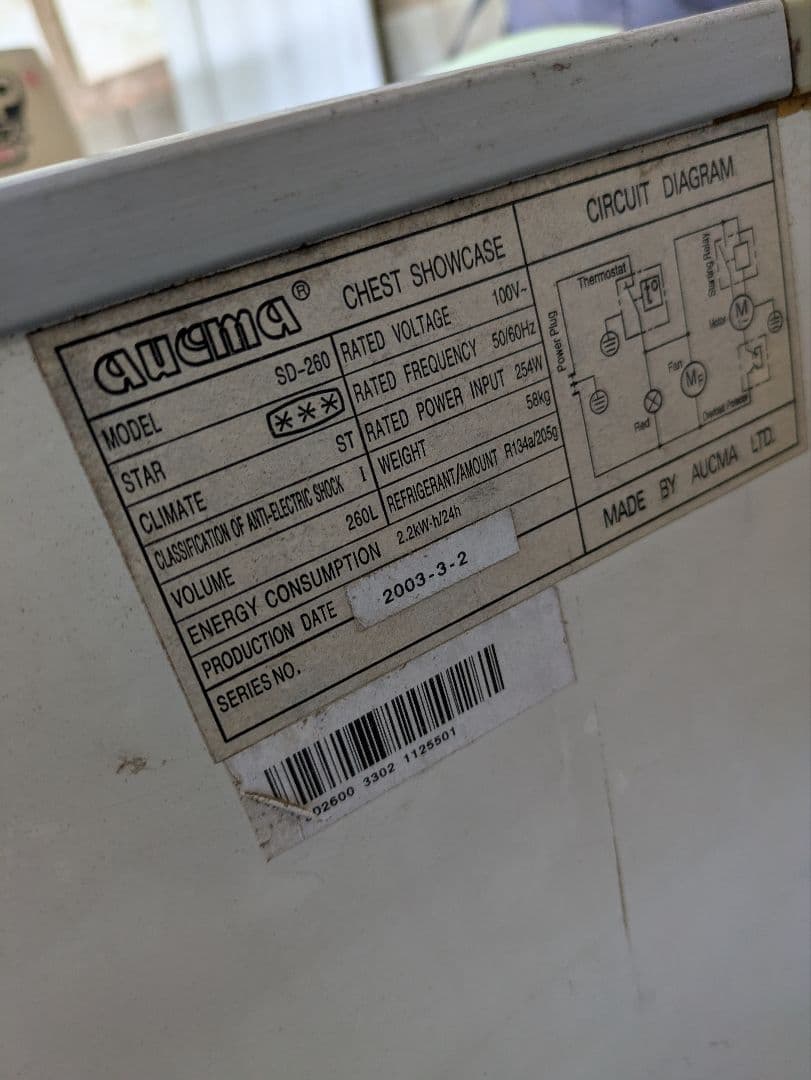 aucma® CHEST SHOWCASE
MODEL SD-260
STAR ***
CLIMATE ST
CLASSIFICATION OF ANTI-ELECTRIC SHOCK I
VOLUME 260L
RATED VOLTAGE 100V~
RATED FREQUENCY 50/60Hz
RATED POWER INPUT 254W
WEIGHT 58kg
REFRIGERANT/AMOUNT R134a/205g
ENERGY CONSUMPTION 2.2kW·h/24h
PRODUCTION DATE 2003-3-2
SERIES NO.
CIRCUIT DIAGRAM
Power Plug
Thermostat
t°
Red
Fan
MF
Starting Relay
Motor
M
MADE BY AUCMA LTD.
02600 3302 1125501